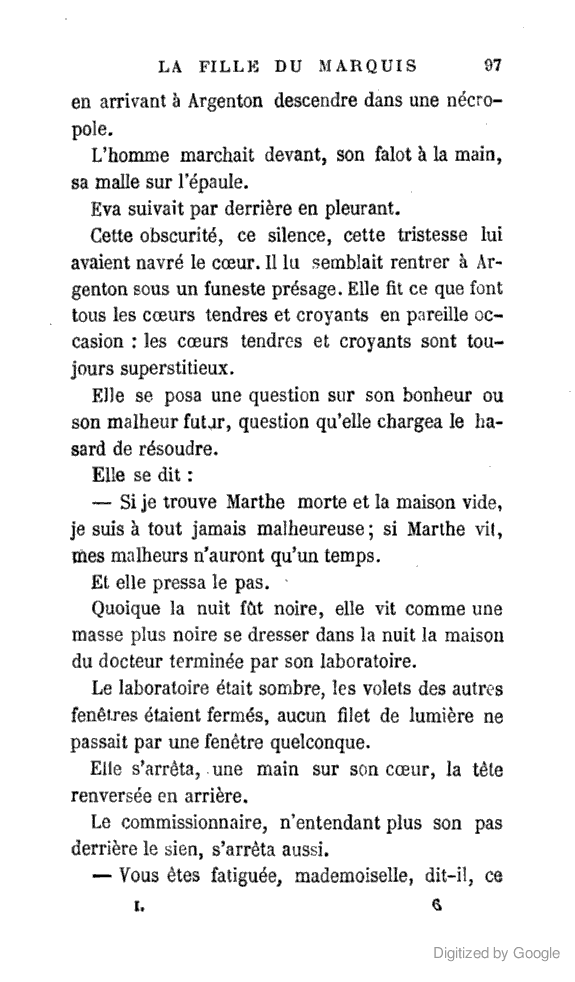 LA FILLE DU MARQUIS 97
en arrivant à Argenton descendre dans une nécro-
pole.
L'homme marchait devant, son falot à la main,
sa malle sur l'épaule.
Eva suivait par derrière en pleurant.
Cette obscurité, ce silence, cette tristesse lui
avaient navré le cœur. Il lu semblait rentrer à Ar-
genton sous un funeste présage. Elle fit ce que font
tous les cœurs tendres et croyants en pareille oc-
casion : les cœurs tendres et croyants sont tou-
jours superstitieux.
Elle se posa une question sur son bonheur ou
son malheur futur, question qu'elle chargea le ha-
sard de résoudre.
Elle se dit :
— Si je trouve Marthe morte et la maison vide,
je suis à tout jamais malheureuse ; si Marthe vit,
mes malheurs n'auront qu'un temps.
Et elle pressa le pas.
Quoique la nuit fût noire, elle vit comme une
masse plus noire se dresser dans la nuit la maison
du docteur terminée par son laboratoire.
Le laboratoire était sombre, les volets des autres
fenêtres étaient fermés, aucun filet de lumière ne
passait par une fenêtre quelconque.
Elle s'arrêta, une main sur son cœur, la tête
renversée en arrière.
Le commissionnaire, n'entendant plus son pas
derrière le sien, s'arrêta aussi.
— Vous êtes fatiguée, mademoiselle, dit-il, ce
I. 6
Digitized by Google